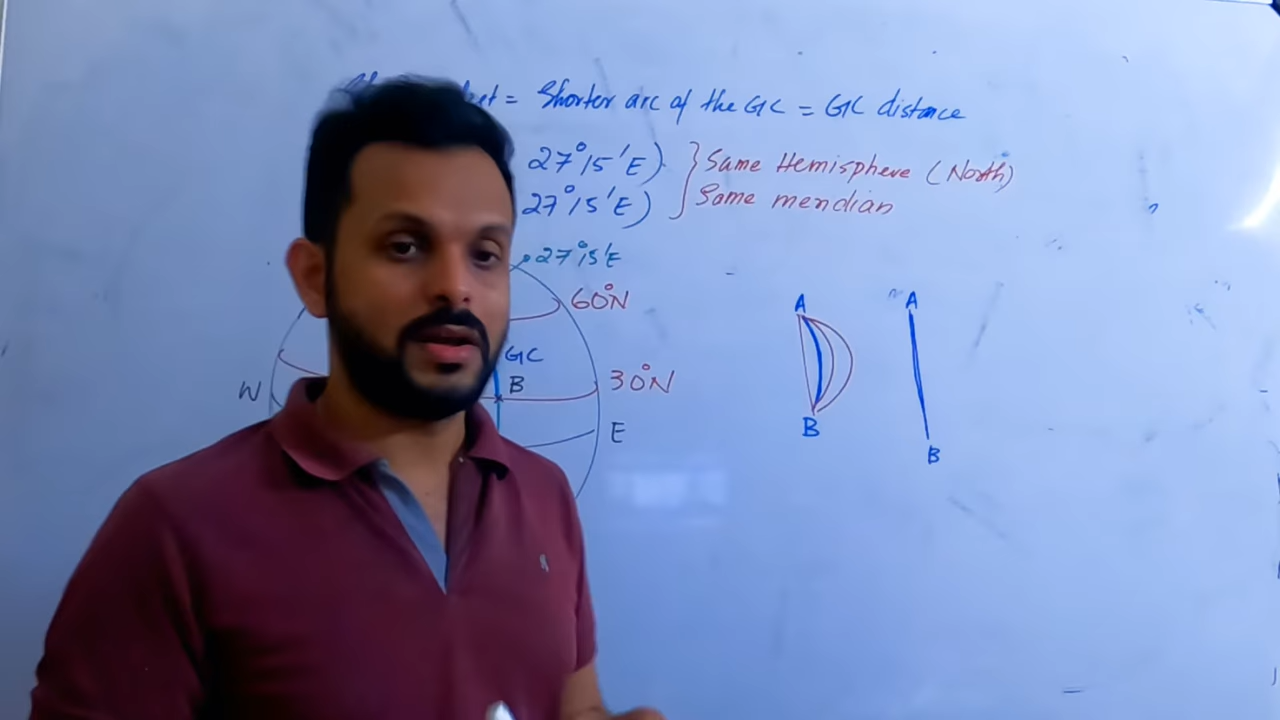 = Shorter arc of the GC = GC distance
27°15'E) } Same Hemisphere (North)
27°15'E) Same meridian
27°15'E
60°N
A A
GC
W B 30°N
E B
B